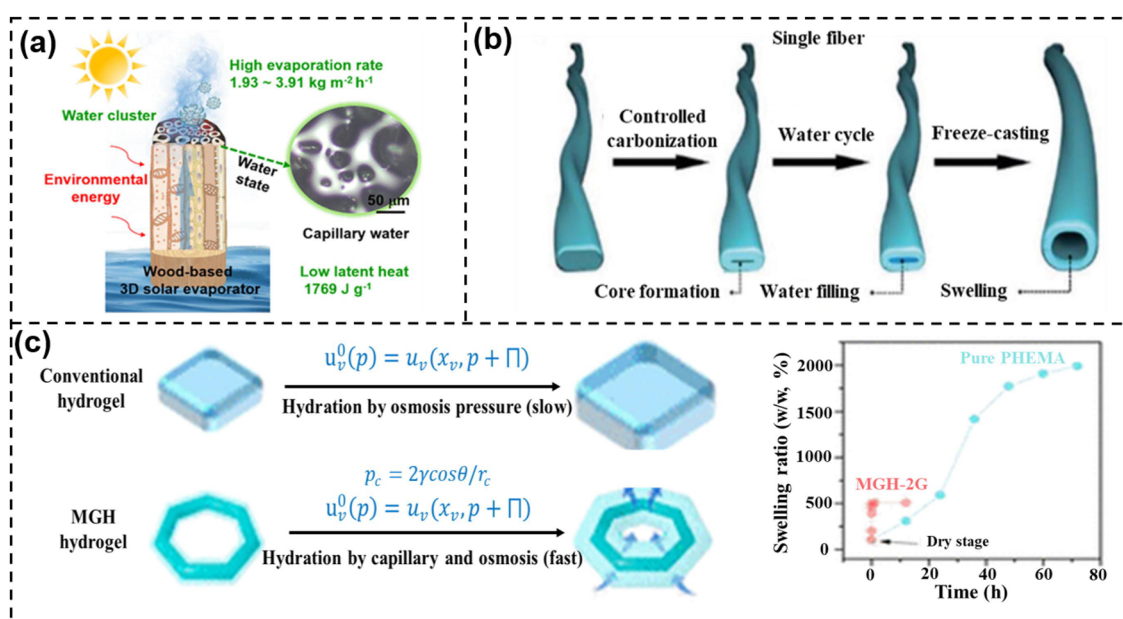 (a)
High evaporation rate
1.93 ~ 3.91 kg m⁻² h⁻¹
Water cluster
Environmental
energy
Water
state
50 μm
Capillary water
Wood-based
3D solar evaporator
Low latent heat
1769 J g⁻¹
(b)
Single fiber
Controlled
carbonization
Water cycle
Freeze-casting
Core formation
Water filling
Swelling
(c)
Conventional
hydrogel
u⁰ᵥ(p) = uᵥ(xᵥ, p + ∏)
Hydration by osmosis pressure (slow)
MGH
hydrogel
p_c = 2γcosθ/r_c
u⁰ᵥ(p) = uᵥ(xᵥ, p + ∏)
Hydration by capillary and osmosis (fast)
Swelling ratio (w/w, %)
2000
1500
1000
500
0
Pure PHEMA
MGH-2G
Dry stage
0
20
40
60
80
Time (h)